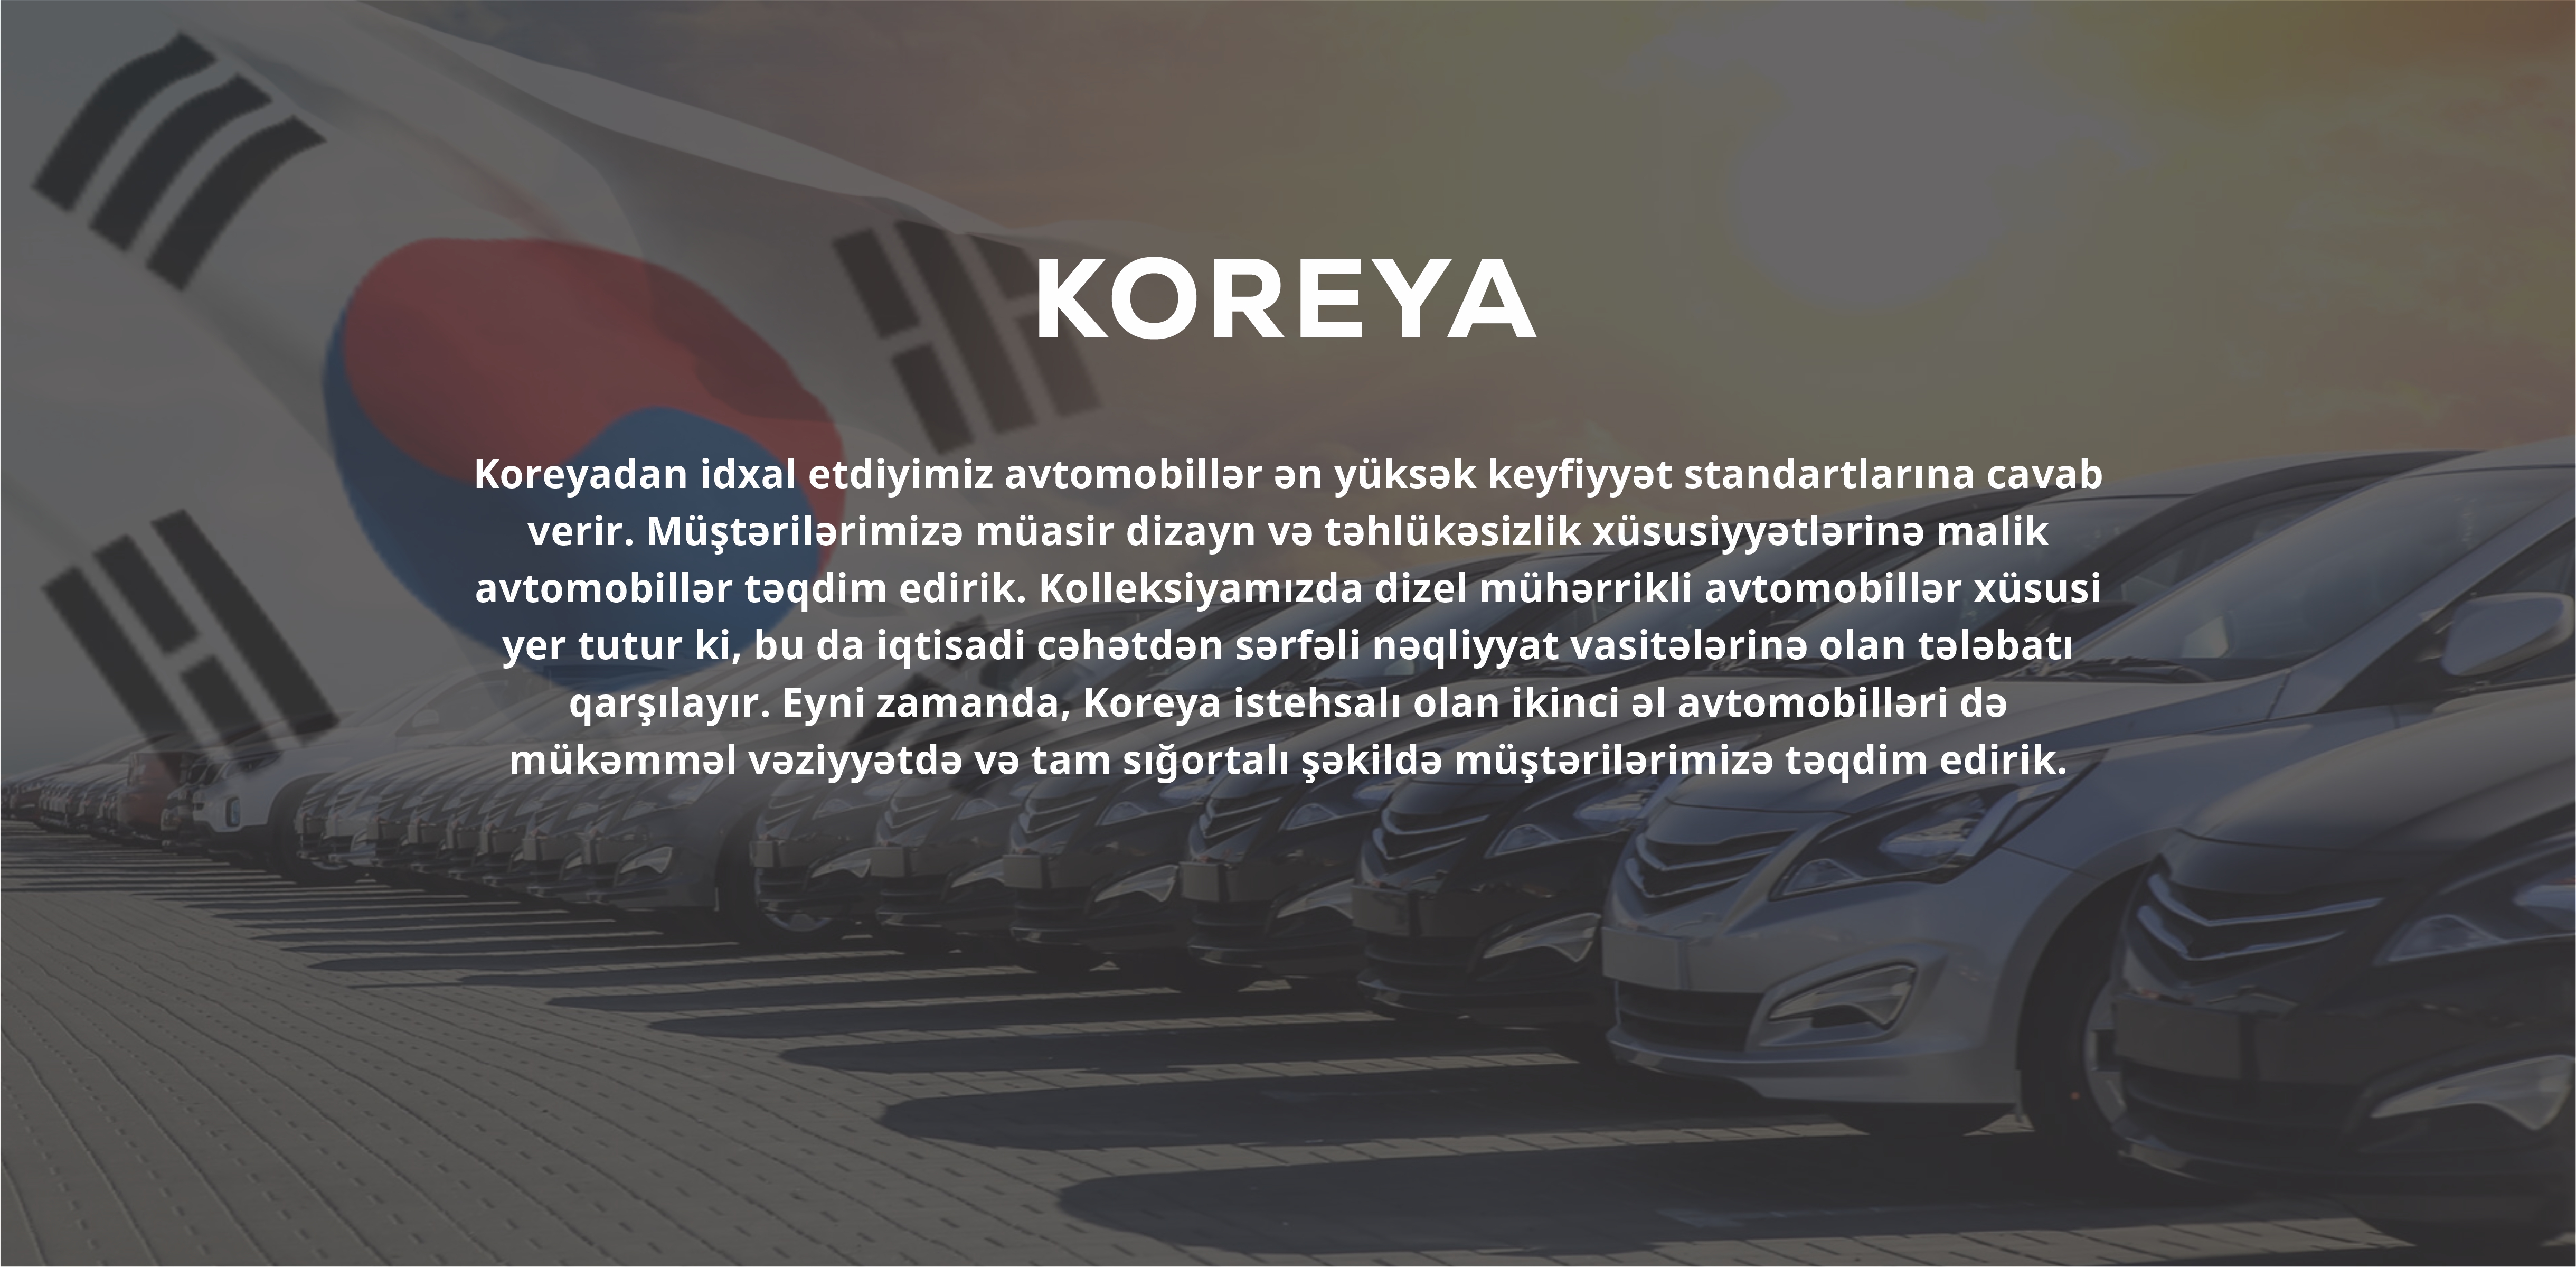 KOREYA
Koreyadan idxal etdiyimiz avtomobillər ən yüksək keyfiyyət standartlarına cavab
verir. Müştərilərimizə müasir dizayn və təhlükəsizlik xüsusiyyətlərinə malik
avtomobillər təqdim edirik. Kolleksiyamızda dizel mühərrikli avtomobillər xüsusi
yer tutur ki, bu da iqtisadi cəhətdən sərfəli nəqliyyat vasitələrinə olan tələbatı
qarşılayır. Eyni zamanda, Koreya istehsalı olan ikinci əl avtomobilləri də
mükəmməl vəziyyətdə və tam sığortalı şəkildə müştərilərimizə təqdim edirik.